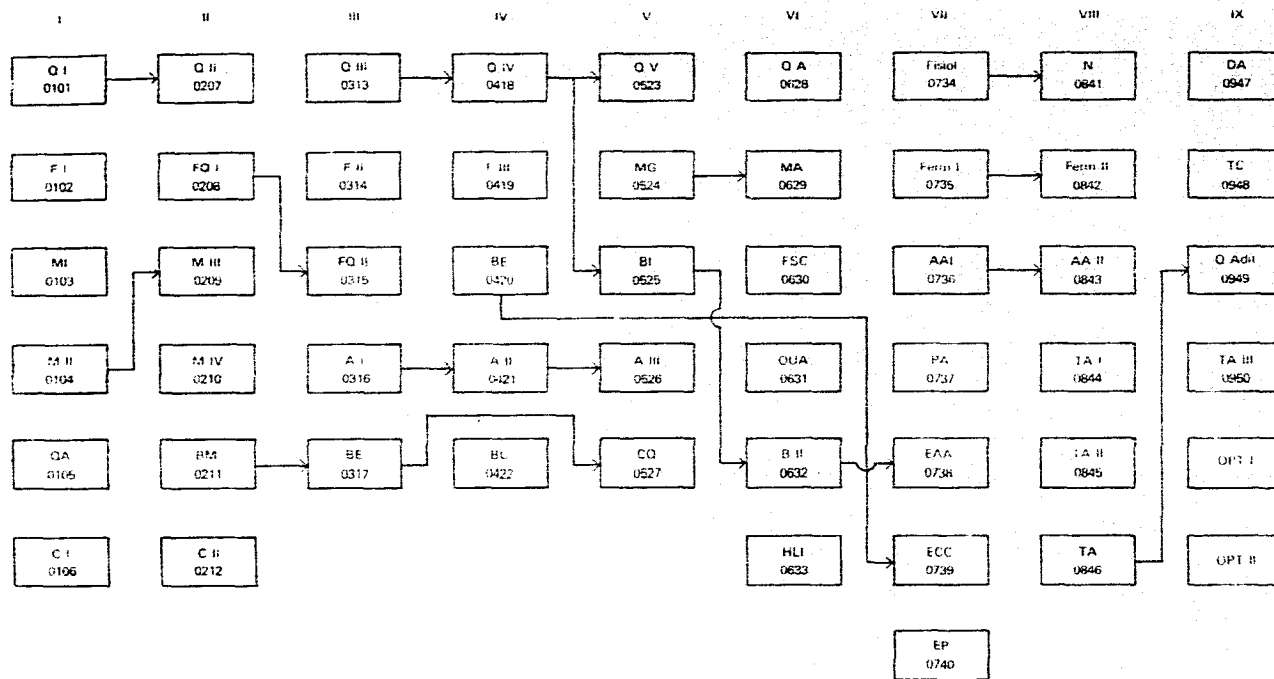 I II III IV V VI VII VIII IX
Q I Q II Q III Q IV Q V Q A Fisiol N DA
0101 0207 0313 0418 0523 0628 0734 0841 0947
F I FQ I F II F III MG MA Ferm I Ferm II TC
0102 0208 0314 0419 0524 0629 0735 0842 0948
MI M III FQ II BE BI FSC AAI AA II Q Adit
0103 0209 0315 0420 0525 0630 0736 0843 0949
M II M IV A I A II A III OUA PA TA I TA III
0104 0210 0316 0421 0526 0631 0737 0844 0950
QA BM BE BC CQ B II EAA TA II OPT I
0105 0211 0317 0422 0527 0632 0738 0845
C I C II HLI ECC TA OPT II
0106 0212 0633 0739 0846
EP
0740